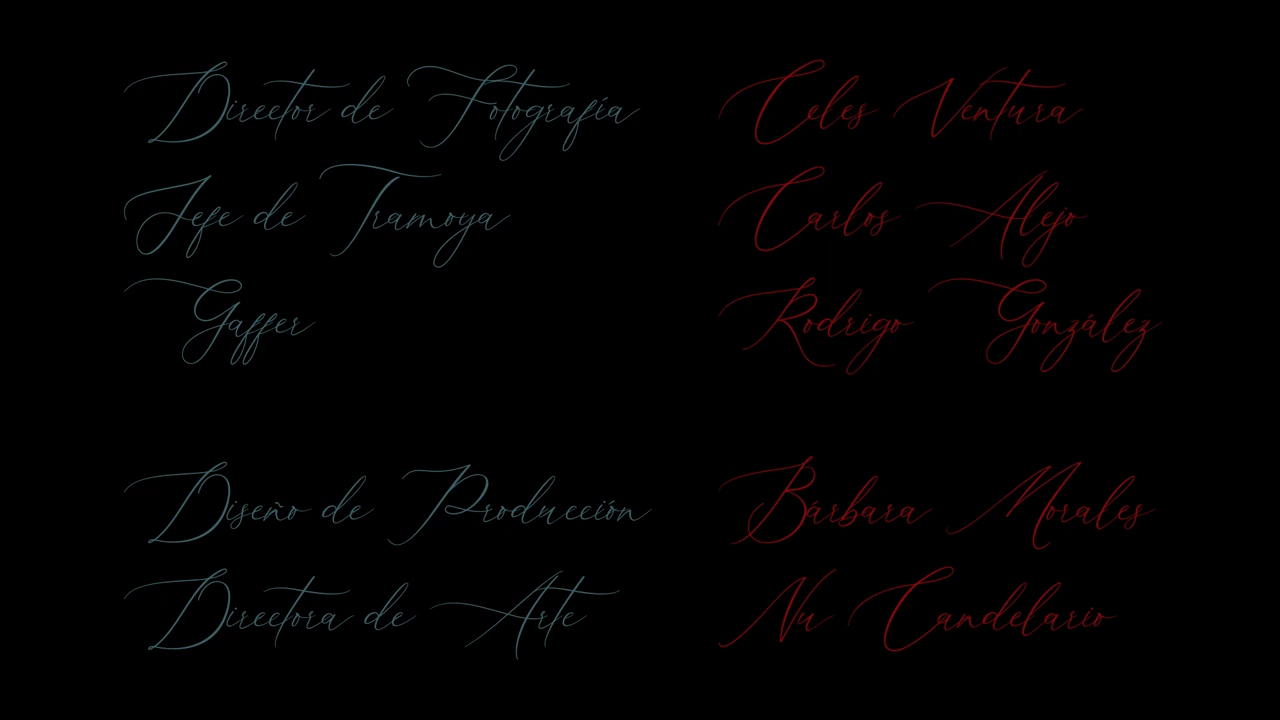 Director de Fotografía Celes Ventura
Jefe de Tramoya Carlos Alejo
Gaffer Rodrigo González
Diseño de Producción Bárbara Morales
Directora de Arte Nu Candelario